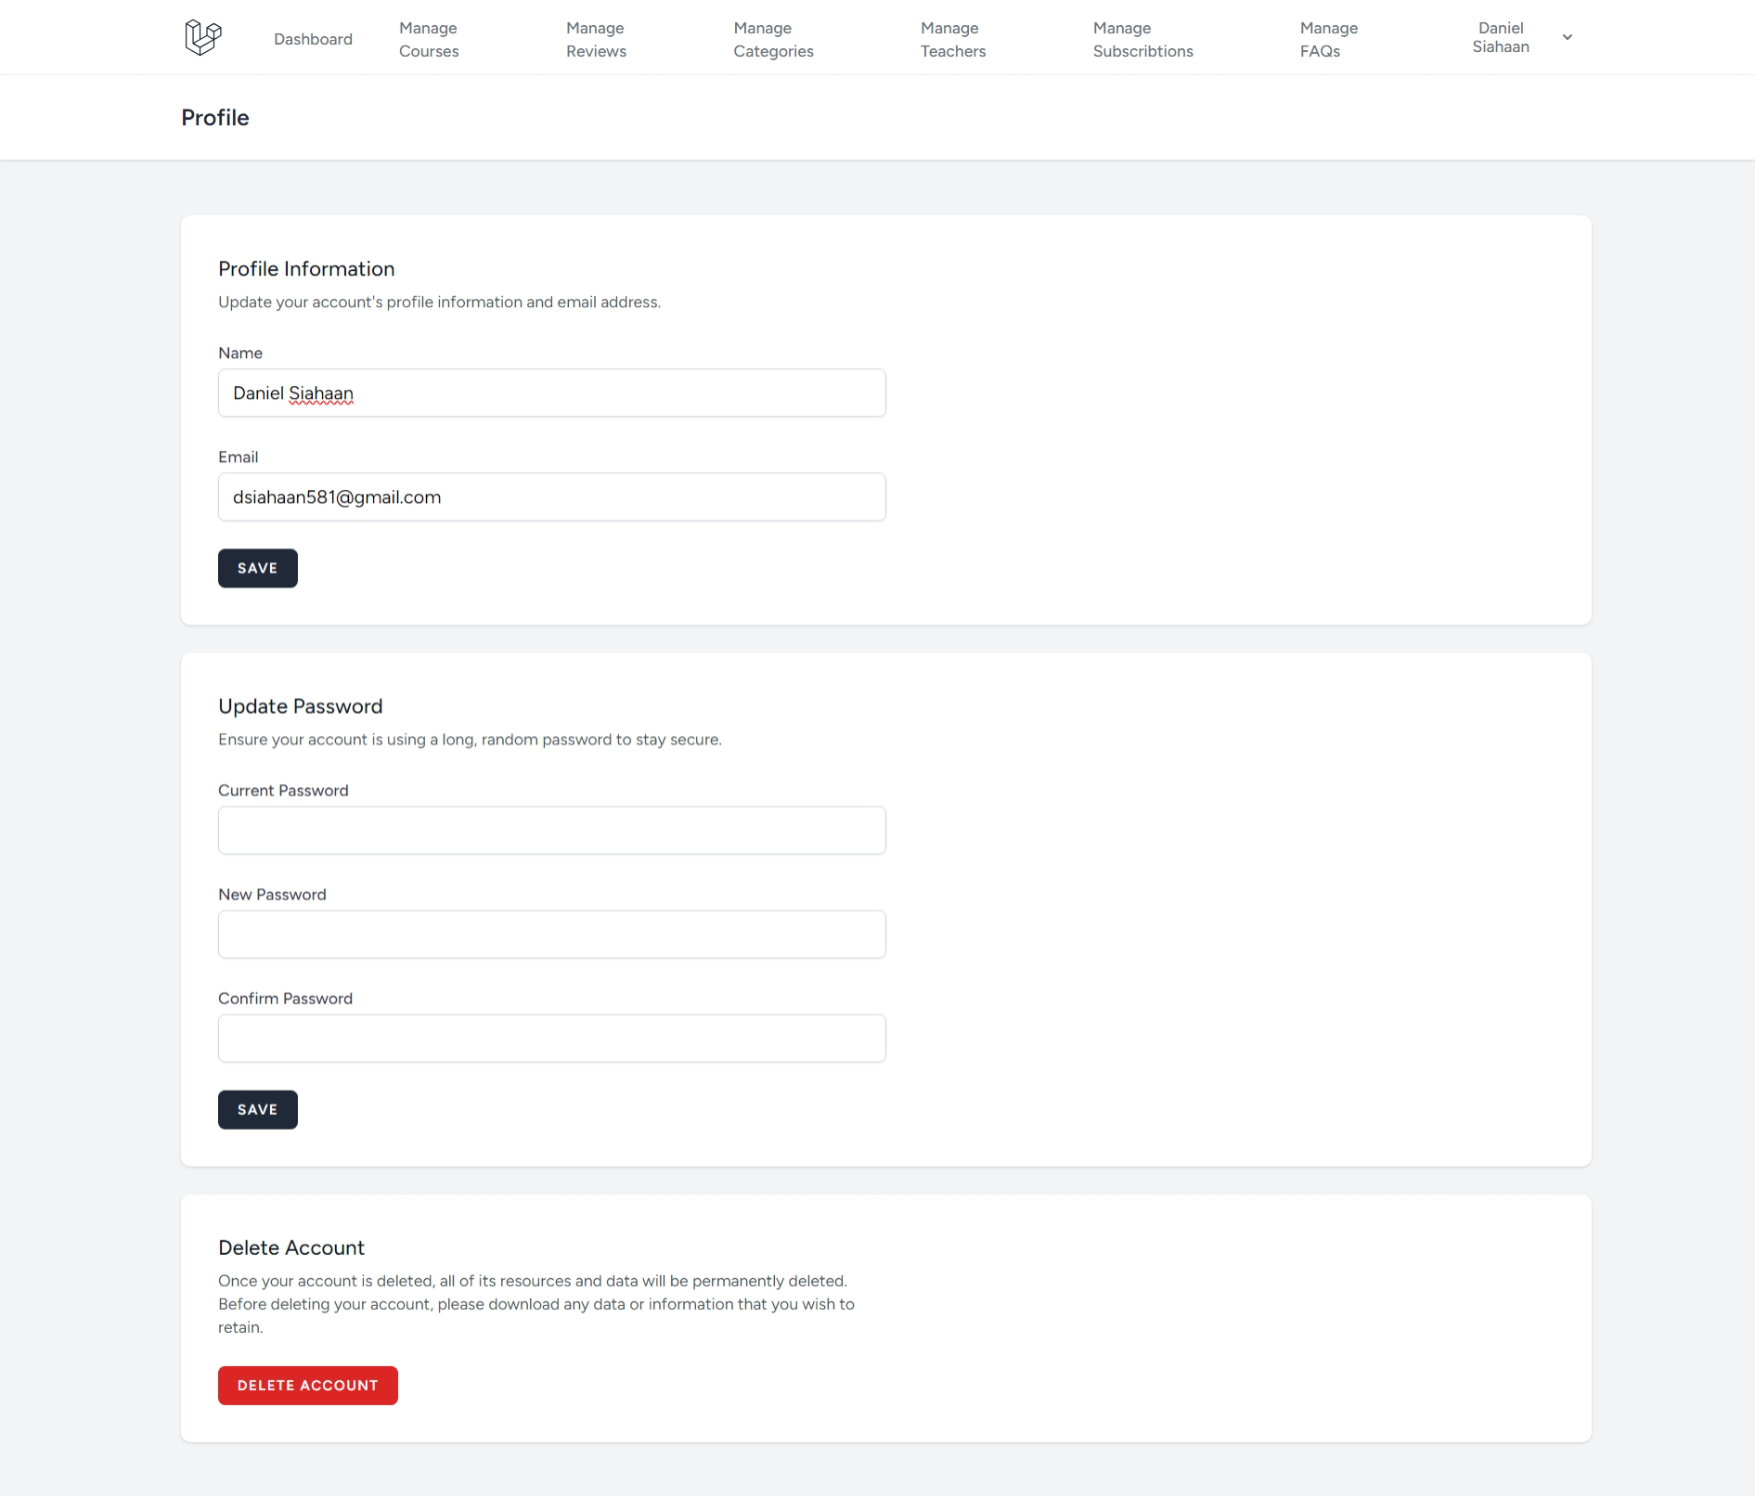 Dashboard
Manage
Courses
Manage
Reviews
Manage
Categories
Manage
Teachers
Manage
Subscribtions
Manage
FAQs
Daniel
Siahaan
Profile
Profile Information
Update your account's profile information and email address.
Name
Daniel Siahaan
Email
dsiahaan581@gmail.com
SAVE
Update Password
Ensure your account is using a long, random password to stay secure.
Current Password
New Password
Confirm Password
SAVE
Delete Account
Once your account is deleted, all of its resources and data will be permanently deleted.
Before deleting your account, please download any data or information that you wish to
retain.
DELETE ACCOUNT